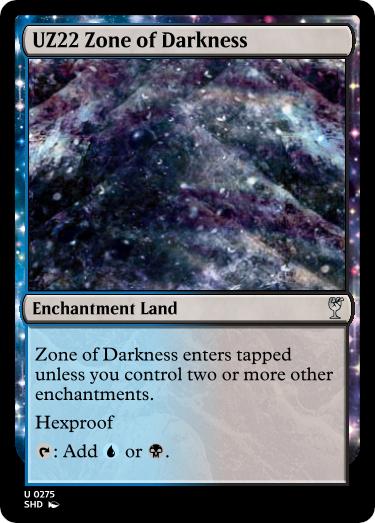 UZ22 Zone of Darkness
Enchantment Land
Zone of Darkness enters tapped
unless you control two or more other
enchantments.
Hexproof
: Add or .
U 0275
SHD